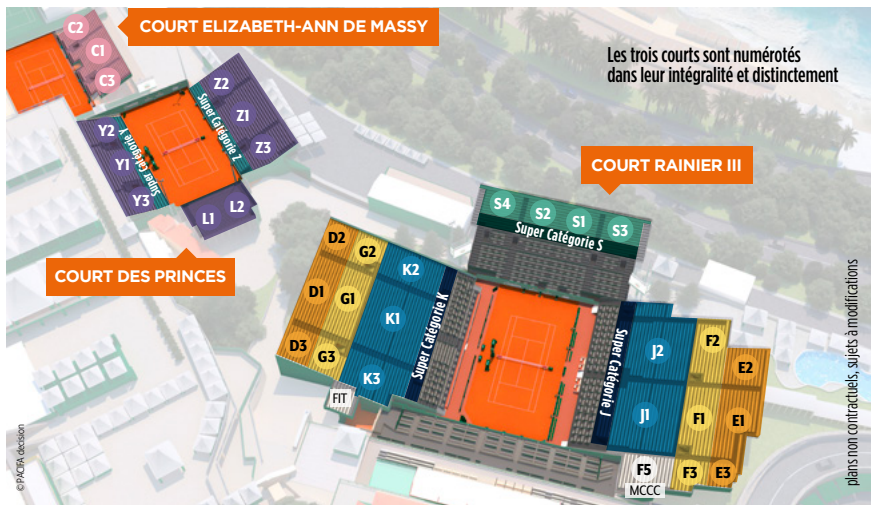 COURT ELIZABETH-ANN DE MASSY
C2
C1
C3
Les trois courts sont numérotés
dans leur intégralité et distinctement
Z2
Z1
Z3
Super Catégorie Z
Y2
Y1
Y3
Super Catégorie Y
L1
L2
COURT DES PRINCES
COURT RAINIER III
S4
S2
S1
S3
Super Catégorie S
D2
D1
D3
G2
G1
G3
K2
K1
K3
Super Catégorie K
FIT
Super Catégorie J
J2
J1
F2
F1
F3
F5
MCCC
E2
E1
E3
plans non contractuels, sujets à modifications
© PACIFA decision